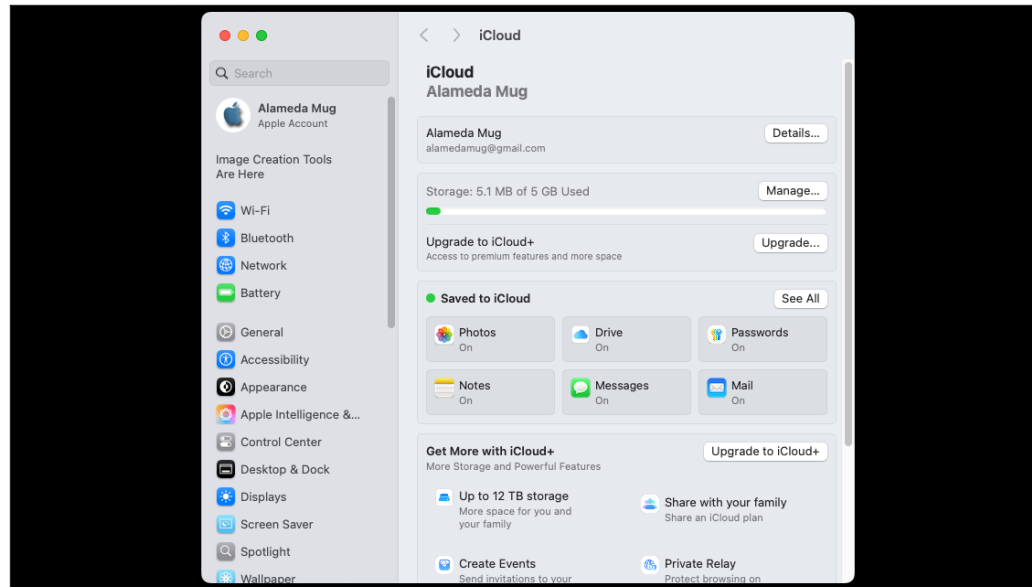 Search
Alameda Mug
Apple Account
Image Creation Tools
Are Here
Wi-Fi
Bluetooth
Network
Battery
General
Accessibility
Appearance
Apple Intelligence &...
Control Center
Desktop & Dock
Displays
Screen Saver
Spotlight
Wallpaper
iCloud
iCloud
Alameda Mug
Alameda Mug
alamedamug@gmail.com
Details...
Storage: 5.1 MB of 5 GB Used
Manage...
Upgrade to iCloud+
Access to premium features and more space
Upgrade...
Saved to iCloud
See All
Photos
On
Drive
On
Passwords
On
Notes
On
Messages
On
Mail
On
Get More with iCloud+
More Storage and Powerful Features
Upgrade to iCloud+
Up to 12 TB storage
More space for you and
your family
Share with your family
Share an iCloud plan
Create Events
Send invitations to your
Private Relay
Protect browsing on